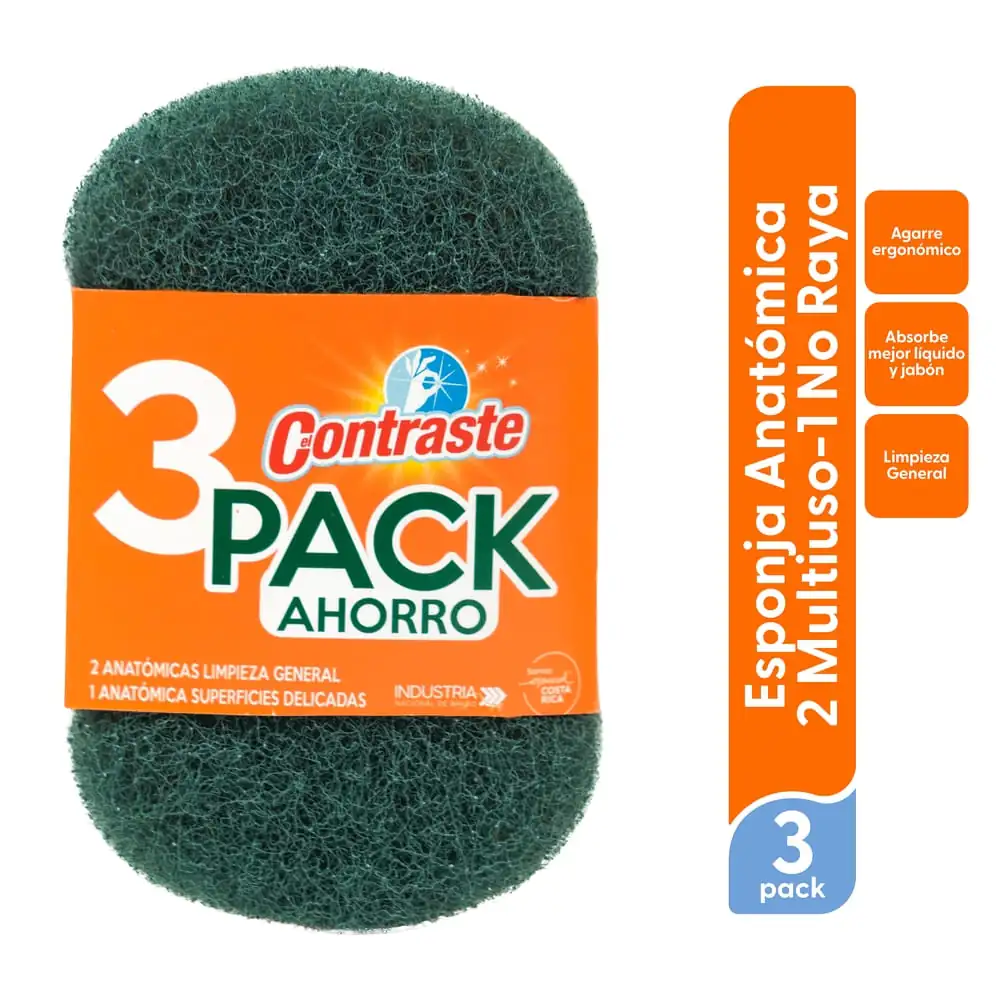 3
el Contraste
PACK
AHORRO
2 ANATÓMICAS LIMPIEZA GENERAL
1 ANATÓMICA SUPERFICIES DELICADAS
INDUSTRIA
COSTA
RICA
Esponja Anatómica
2 Multiuso-1 No Raya
3
pack
Agarre
ergonómico
Absorbe
mejor líquido
y jabón
Limpieza
General